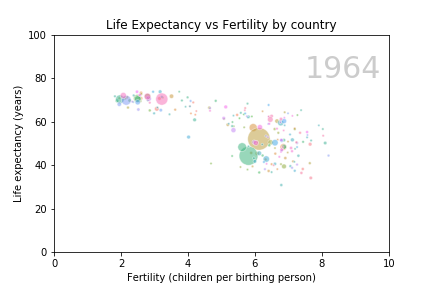 Life Expectancy vs Fertility by country
1964
100
80
60
40
20
0
Life expectancy (years)
0 2 4 6 8 10
Fertility (children per birthing person)